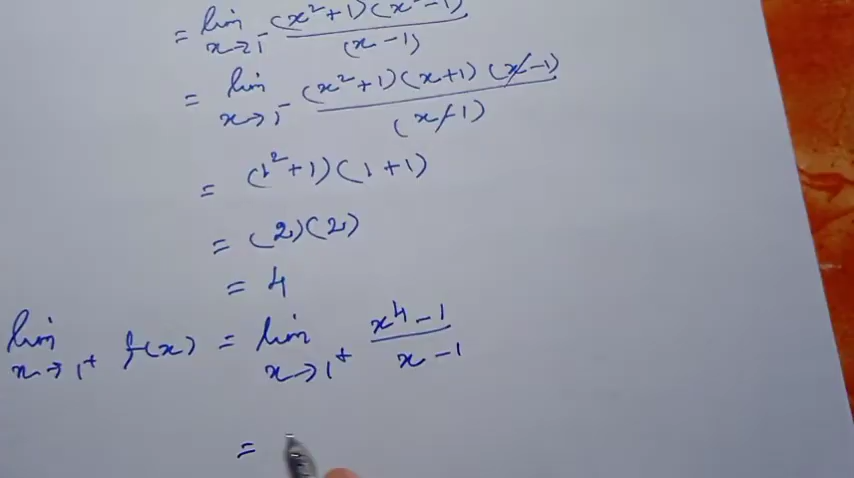 = lim x→1⁻ (x²+1)(x²-1) / (x-1)
= lim x→1⁻ (x²+1)(x+1)(x-1) / (x-1)
= (1²+1)(1+1)
= (2)(2)
= 4
lim x→1⁺ f(x) = lim x→1⁺ x⁴-1 / x-1
=